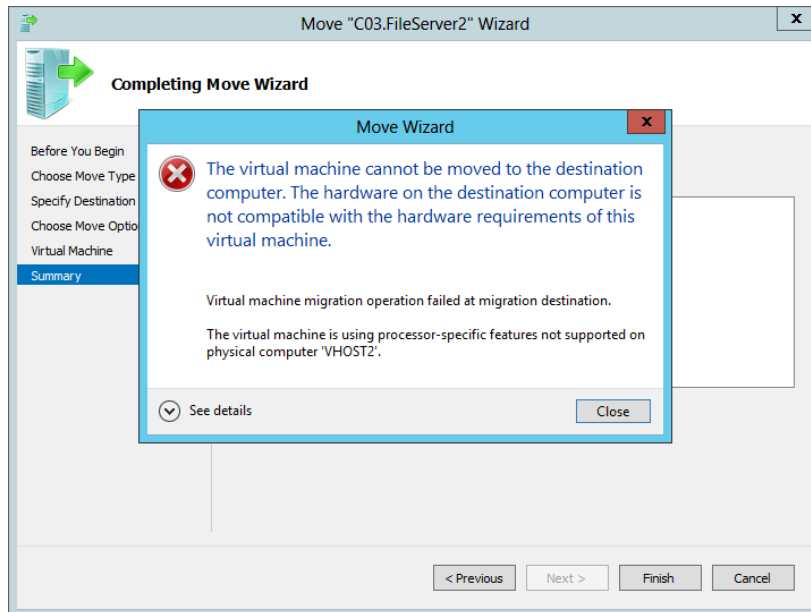 Move "C03.FileServer2" Wizard
x
Completing Move Wizard
Before You Begin
Choose Move Type
Specify Destination
Choose Move Optio
Virtual Machine
Summary
Move Wizard
x
The virtual machine cannot be moved to the destination
computer. The hardware on the destination computer is
not compatible with the hardware requirements of this
virtual machine.
Virtual machine migration operation failed at migration destination.
The virtual machine is using processor-specific features not supported on
physical computer 'VHOST2'.
See details
Close
< Previous
Next >
Finish
Cancel